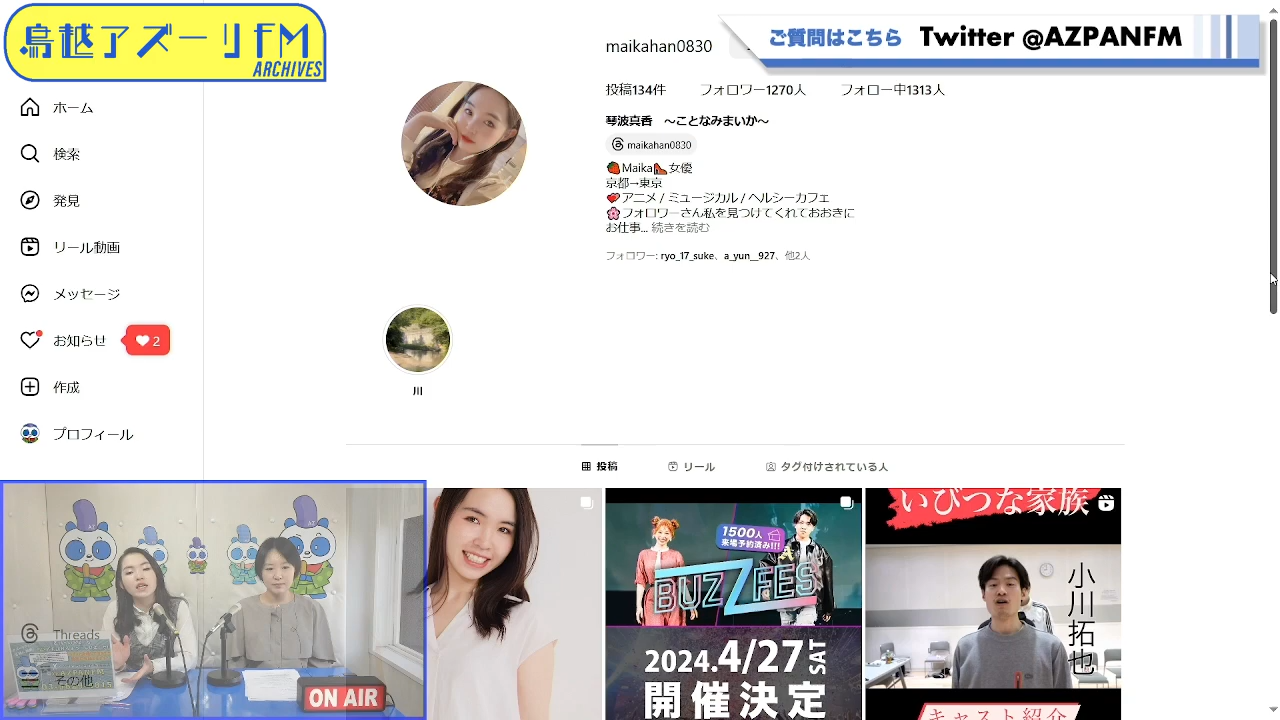 鳥越アズーリFM
ARCHIVES
ご質問はこちら Twitter @AZPANFM
maikahan0830
投稿134件 フォロワー1270人 フォロー中1313人
琴波真香 ～ことなみまいか～
maikahan0830
🍓Maika👠女優
京都→東京
❤️アニメ / ミュージカル / ヘルシーカフェ
🌸フォロワーさん私を見つけてくれておおきに
お仕事... 続きを読む
フォロワー: ryo_17_suke、a_yun__927、他2人
ホーム
検索
発見
リール動画
メッセージ
お知らせ
2
作成
プロフィール
Threads
その他
川
投稿 リール タグ付けされている人
1500人
来場予約済み!!!
BUZZFES
2024.4/27 SAT
開催決定
いびつな家族
小川拓也
キャスト紹介
ON AIR